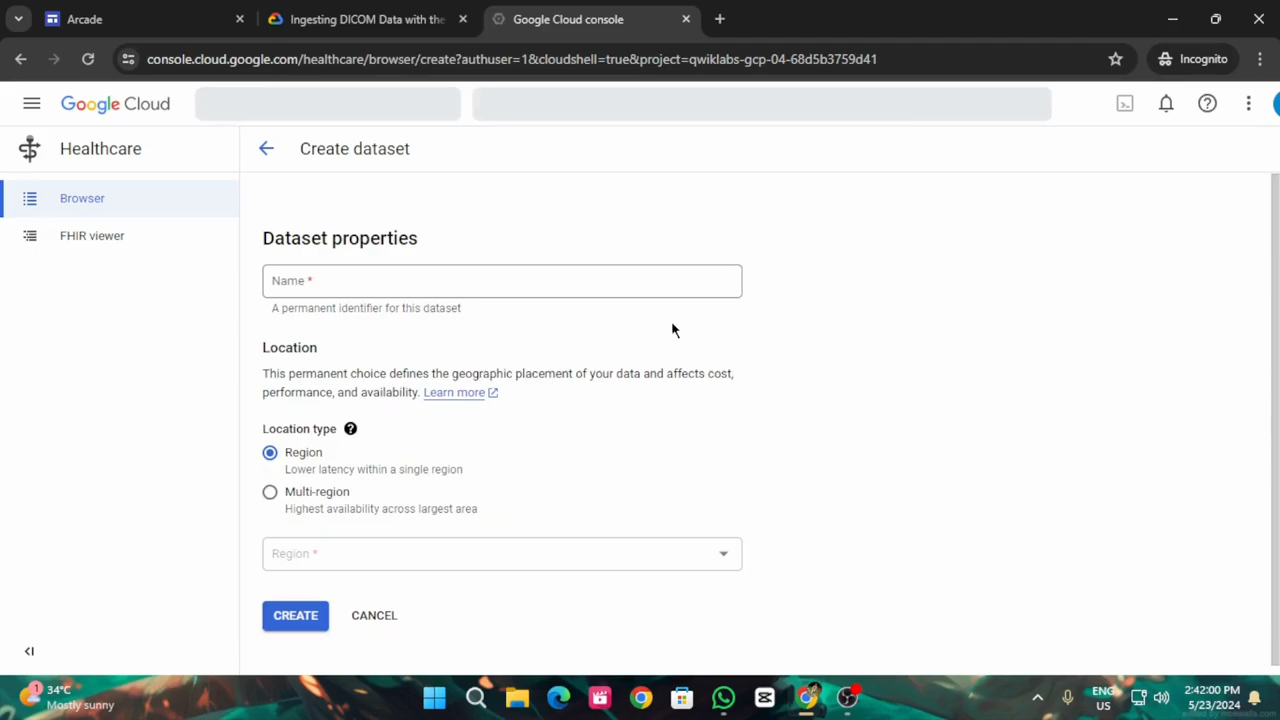 Arcade
Ingesting DICOM Data with the
Google Cloud console
console.cloud.google.com/healthcare/browser/create?authuser=1&cloudshell=true&project=qwiklabs-gcp-04-68d5b3759d41
Incognito
Google Cloud
Healthcare
Create dataset
Browser
FHIR viewer
Dataset properties
Name *
A permanent identifier for this dataset
Location
This permanent choice defines the geographic placement of your data and affects cost,
performance, and availability. Learn more
Location type
Region
Lower latency within a single region
Multi-region
Highest availability across largest area
Region *
CREATE
CANCEL
1
34°C
Mostly sunny
ENG
US
2:42:00 PM
5/23/2024